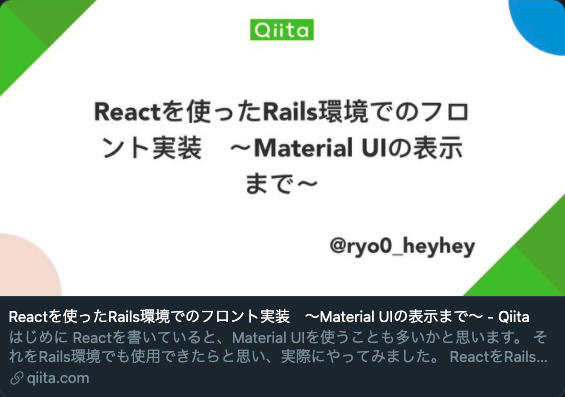 Qiita
Reactを使ったRails環境でのフロ
ント実装　〜Material UIの表示
まで〜
@ryo0_heyhey
Reactを使ったRails環境でのフロント実装　〜Material UIの表示まで〜 - Qiita
はじめに Reactを書いていると、Material UIを使うことも多いかと思います。 そ
れをRails環境でも使用できたらと思い、実際にやってみました。 ReactをRails...
qiita.com